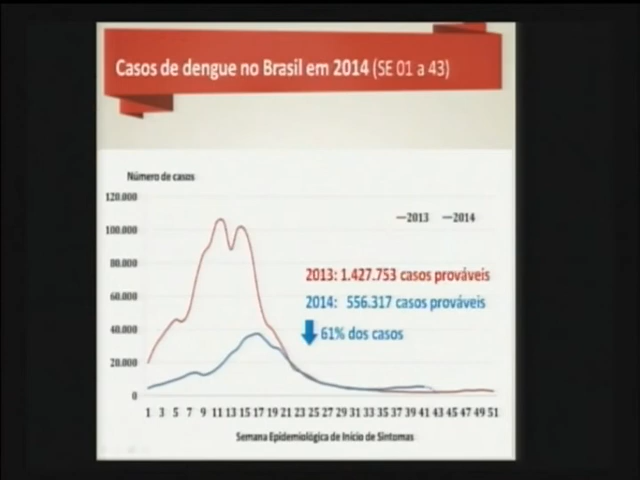 Casos de dengue no Brasil em 2014 (SE 01 a 43)
Número de casos
120.000
100.000
80.000
60.000
40.000
20.000
0
2013 2014
2013: 1.427.753 casos prováveis
2014: 556.317 casos prováveis
61% dos casos
1 3 5 7 9 11 13 15 17 19 21 23 25 27 29 31 33 35 37 39 41 43 45 47 49 51
Semana Epidemiológica de Início de Sintomas